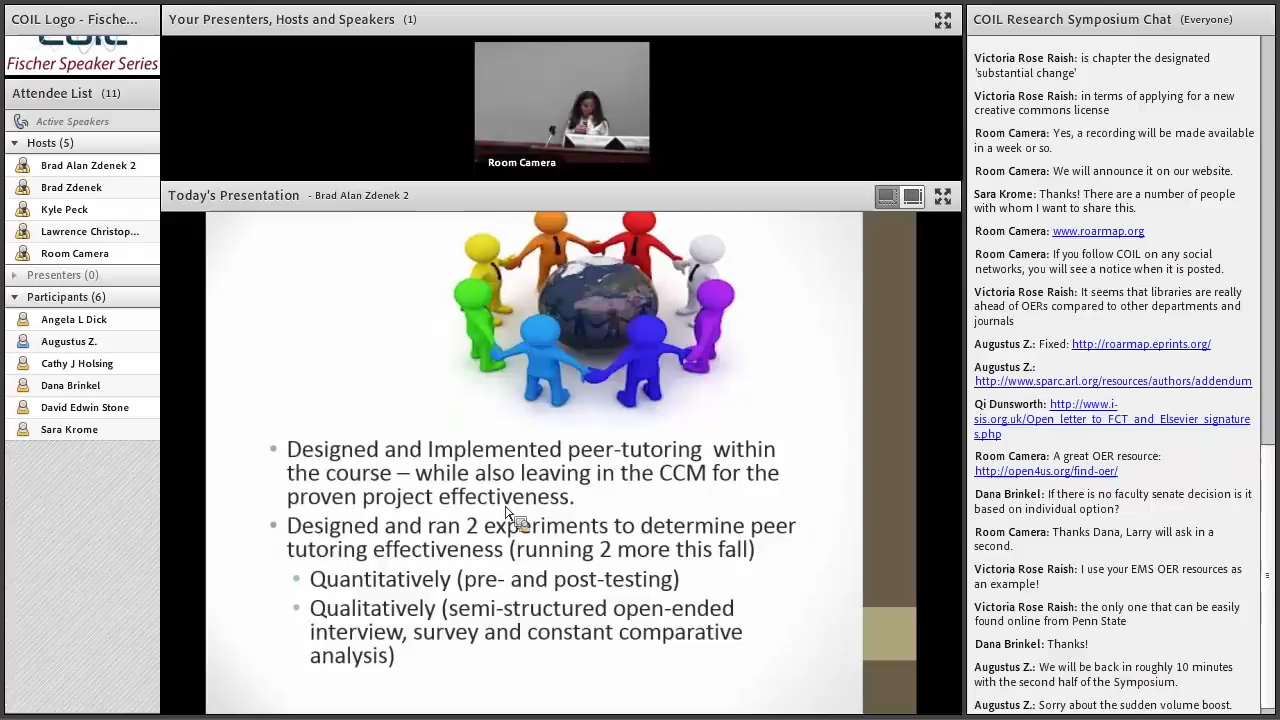 COIL Logo - Fische...
COIL
Fischer Speaker Series
Attendee List (11)
Active Speakers
Hosts (5)
Brad Alan Zdenek 2
Brad Zdenek
Kyle Peck
Lawrence Christop...
Room Camera
Presenters (0)
Participants (6)
Angela L Dick
Augustus Z.
Cathy J Holsing
Dana Brinkel
David Edwin Stone
Sara Krome
Your Presenters, Hosts and Speakers (1)
Room Camera
Today's Presentation - Brad Alan Zdenek 2
Designed and Implemented peer-tutoring within
the course – while also leaving in the CCM for the
proven project effectiveness.
Designed and ran 2 experiments to determine peer
tutoring effectiveness (running 2 more this fall)
Quantitatively (pre- and post-testing)
Qualitatively (semi-structured open-ended
interview, survey and constant comparative
analysis)
COIL Research Symposium Chat (Everyone)
Victoria Rose Raish: is chapter the designated
'substantial change'
Victoria Rose Raish: in terms of applying for a new
creative commons license
Room Camera: Yes, a recording will be made available
in a week or so.
Room Camera: We will announce it on our website.
Sara Krome: Thanks! There are a number of people
with whom I want to share this.
Room Camera: www.roarmap.org
Room Camera: If you follow COIL on any social
networks, you will see a notice when it is posted.
Victoria Rose Raish: It seems that libraries are really
ahead of OERs compared to other departments and
journals
Augustus Z.: Fixed: http://roarmap.eprints.org/
Augustus Z.:
http://www.sparc.arl.org/resources/authors/addendum
Qi Dunsworth: http://www.i-
sis.org.uk/Open_letter_to_FCT_and_Elsevier_signature
s.php
Room Camera: A great OER resource:
http://open4us.org/find-oer/
Dana Brinkel: If there is no faculty senate decision is it
based on individual option?
Room Camera: Thanks Dana, Larry will ask in a
second.
Victoria Rose Raish: I use your EMS OER resources as
an example!
Victoria Rose Raish: the only one that can be easily
found online from Penn State
Dana Brinkel: Thanks!
Augustus Z.: We will be back in roughly 10 minutes
with the second half of the Symposium.
Augustus Z.: Sorry about the sudden volume boost.